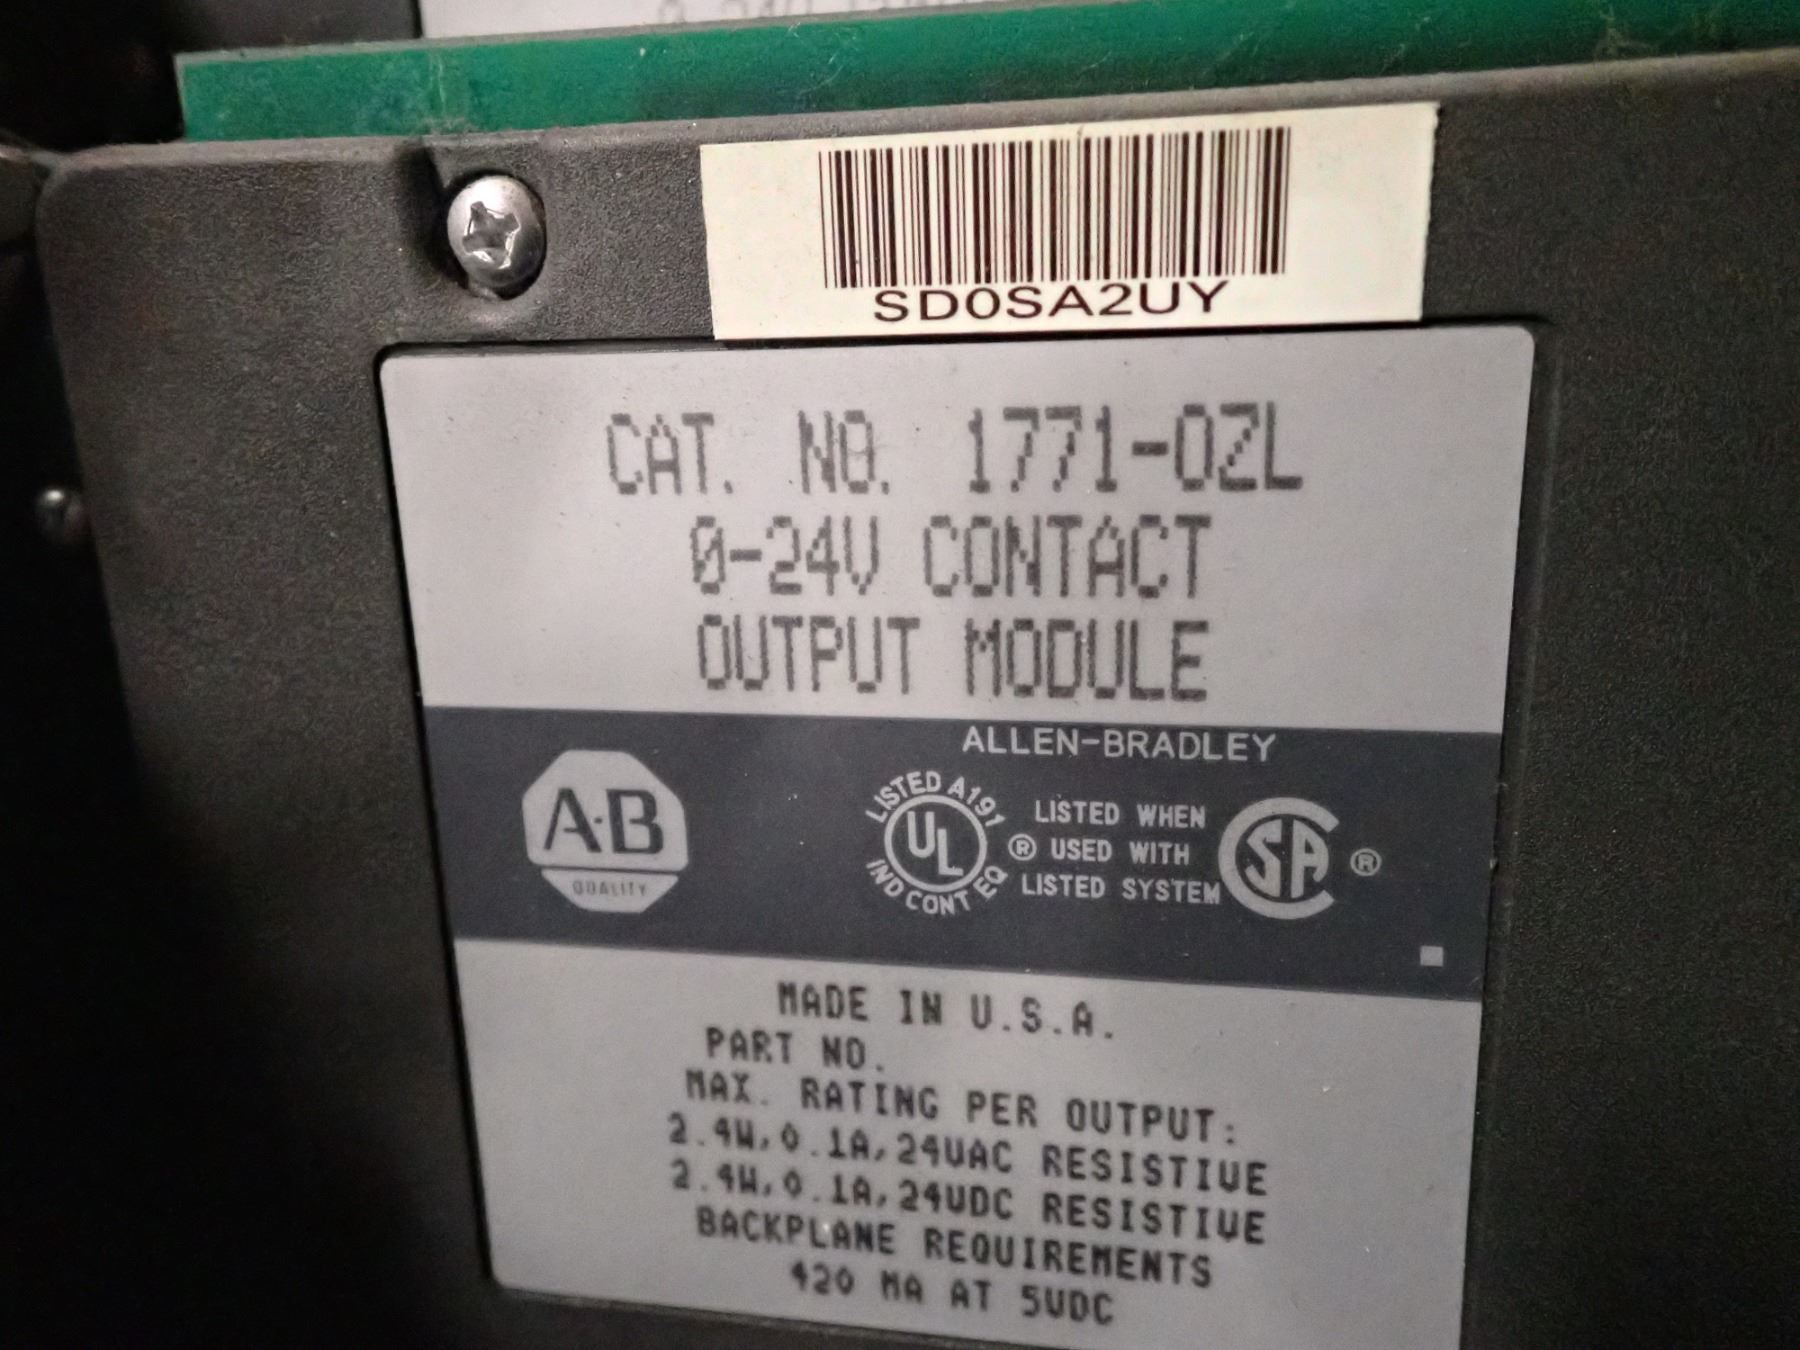 SD0SA2UY
CAT. NO. 1771-OZL
0-24V CONTACT
OUTPUT MODULE
ALLEN-BRADLEY
A·B
QUALITY
LISTED A191
UL
IND CONT EQ
®
LISTED WHEN
USED WITH
LISTED SYSTEM
CSA
®
MADE IN U.S.A.
PART NO.
MAX. RATING PER OUTPUT:
2.4W,0.1A,24VAC RESISTIVE
2.4W,0.1A,24VDC RESISTIVE
BACKPLANE REQUIREMENTS
420 MA AT 5VDC